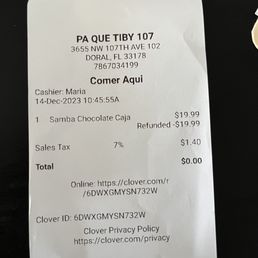 PA QUE TIBY 107
3655 NW 107TH AVE 102
DORAL, FL 33178
7867034199
Comer Aqui
Cashier: Maria
14-Dec-2023 10:45:55A
1 Samba Chocolate Caja $19.99
Refunded -$19.99
Sales Tax 7% $1.40
Total $0.00
Online: https://clover.com/r
/6DWXGMYSN732W
Clover ID: 6DWXGMYSN732W
Clover Privacy Policy
https://clover.com/privacy